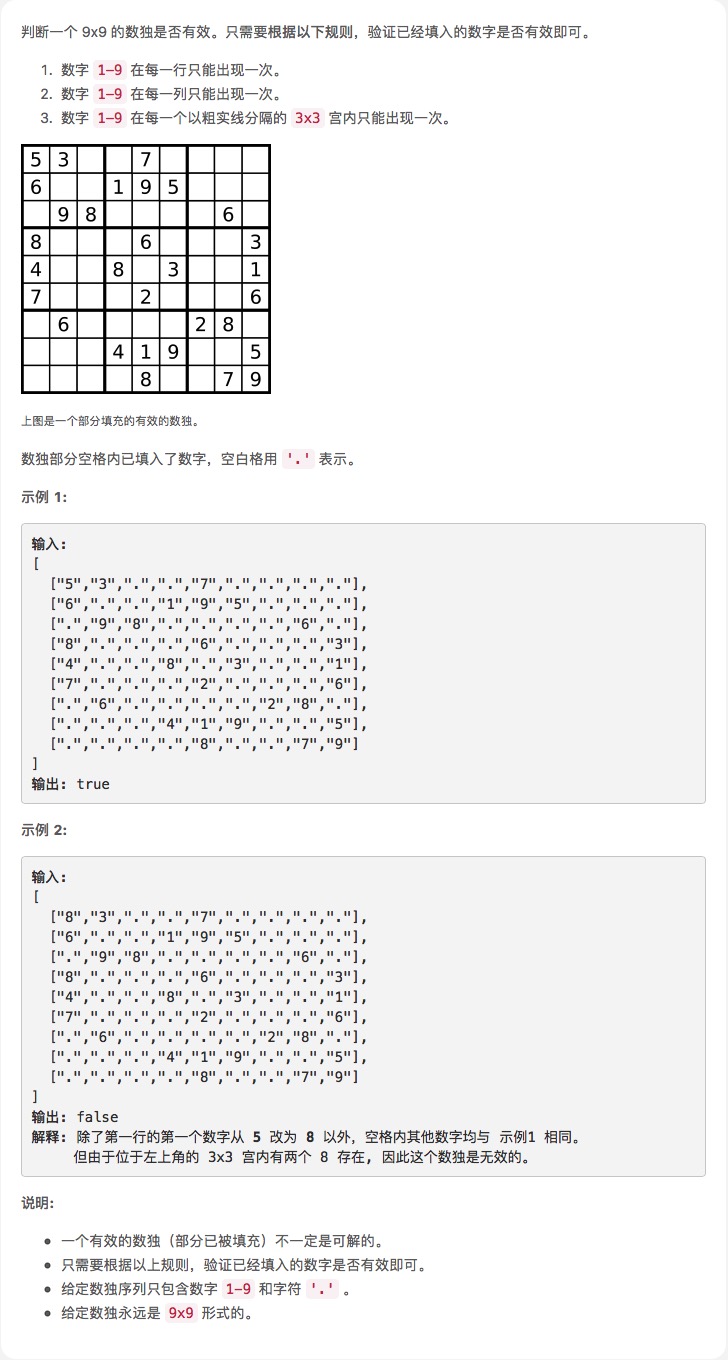 判断一个 9x9 的数独是否有效。只需要根据以下规则，验证已经填入的数字是否有效即可。
1. 数字 1-9 在每一行只能出现一次。
2. 数字 1-9 在每一列只能出现一次。
3. 数字 1-9 在每一个以粗实线分隔的 3x3 宫内只能出现一次。
5 3 7
6 1 9 5
9 8 6
8 6 3
4 8 3 1
7 2 6
6 2 8
4 1 9 5
8 7 9
上图是一个部分填充的有效的数独。
数独部分空格内已填入了数字，空白格用 '.' 表示。
示例 1:
输入:
[
["5","3",".",".","7",".",".",".","."],
["6",".",".","1","9","5",".",".","."],
[".","9","8",".",".",".",".","6","."],
["8",".",".",".","6",".",".",".","3"],
["4",".",".","8",".","3",".",".","1"],
["7",".",".",".","2",".",".",".","6"],
[".","6",".",".",".",".","2","8","."],
[".",".",".","4","1","9",".",".","5"],
[".",".",".",".","8",".",".","7","9"]
]
输出: true
示例 2:
输入:
[
["8","3",".",".","7",".",".",".","."],
["6",".",".","1","9","5",".",".","."],
[".","9","8",".",".",".",".","6","."],
["8",".",".",".","6",".",".",".","3"],
["4",".",".","8",".","3",".",".","1"],
["7",".",".",".","2",".",".",".","6"],
[".","6",".",".",".",".","2","8","."],
[".",".",".","4","1","9",".",".","5"],
[".",".",".",".","8",".",".","7","9"]
]
输出: false
解释: 除了第一行的第一个数字从 5 改为 8 以外，空格内其他数字均与 示例1 相同。
但由于位于左上角的 3x3 宫内有两个 8 存在, 因此这个数独是无效的。
说明:
● 一个有效的数独（部分已被填充）不一定是可解的。
● 只需要根据以上规则，验证已经填入的数字是否有效即可。
● 给定数独序列只包含数字 1-9 和字符 '.' 。
● 给定数独永远是 9x9 形式的。